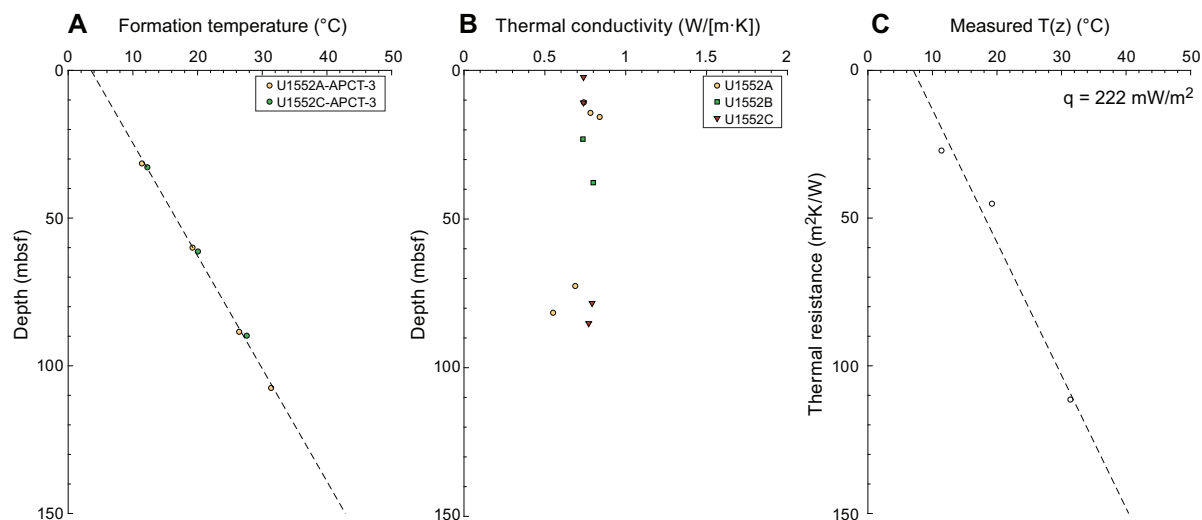 A Formation temperature (°C)
0 10 20 30 40 50
0
50
100
150
Depth (mbsf)
U1552A-APCT-3
U1552C-APCT-3
B Thermal conductivity (W/[m·K])
0 0.5 1 1.5 2
0
50
100
150
Depth (mbsf)
U1552A
U1552B
U1552C
C Measured T(z) (°C)
0 10 20 30 40 50
0
50
100
150
Thermal resistance (m²K/W)
q = 222 mW/m²